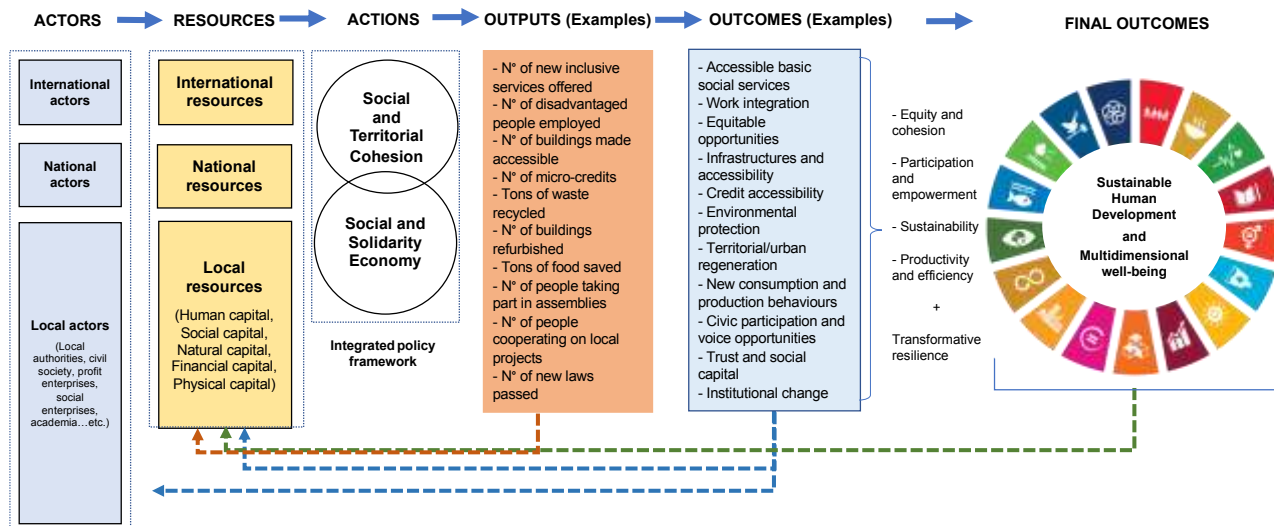 ACTORS
RESOURCES
ACTIONS
OUTPUTS (Examples)
OUTCOMES (Examples)
FINAL OUTCOMES
International
actors
National
actors
Local actors
(Local
authorities, civil
society, profit
enterprises,
social
enterprises,
academia…etc.)
International
resources
National
resources
Local
resources
(Human capital,
Social capital,
Natural capital,
Financial capital,
Physical capital)
Social
and
Territorial
Cohesion
Social and
Solidarity
Economy
Integrated policy
framework
- N° of new inclusive
services offered
- N° of disadvantaged
people employed
- N° of buildings made
accessible
- N° of micro-credits
- Tons of waste
recycled
- N° of buildings
refurbished
- Tons of food saved
- N° of people taking
part in assemblies
- N° of people
cooperating on local
projects
- N° of new laws
passed
- Accessible basic
social services
- Work integration
- Equitable
opportunities
- Infrastructures and
accessibility
- Credit accessibility
- Environmental
protection
- Territorial/urban
regeneration
- New consumption and
production behaviours
- Civic participation and
voice opportunities
- Trust and social
capital
- Institutional change
- Equity and
cohesion
- Participation
and
empowerment
- Sustainability
- Productivity
and efficiency
+
Transformative
resilience
Sustainable
Human
Development
and
Multidimensional
well-being